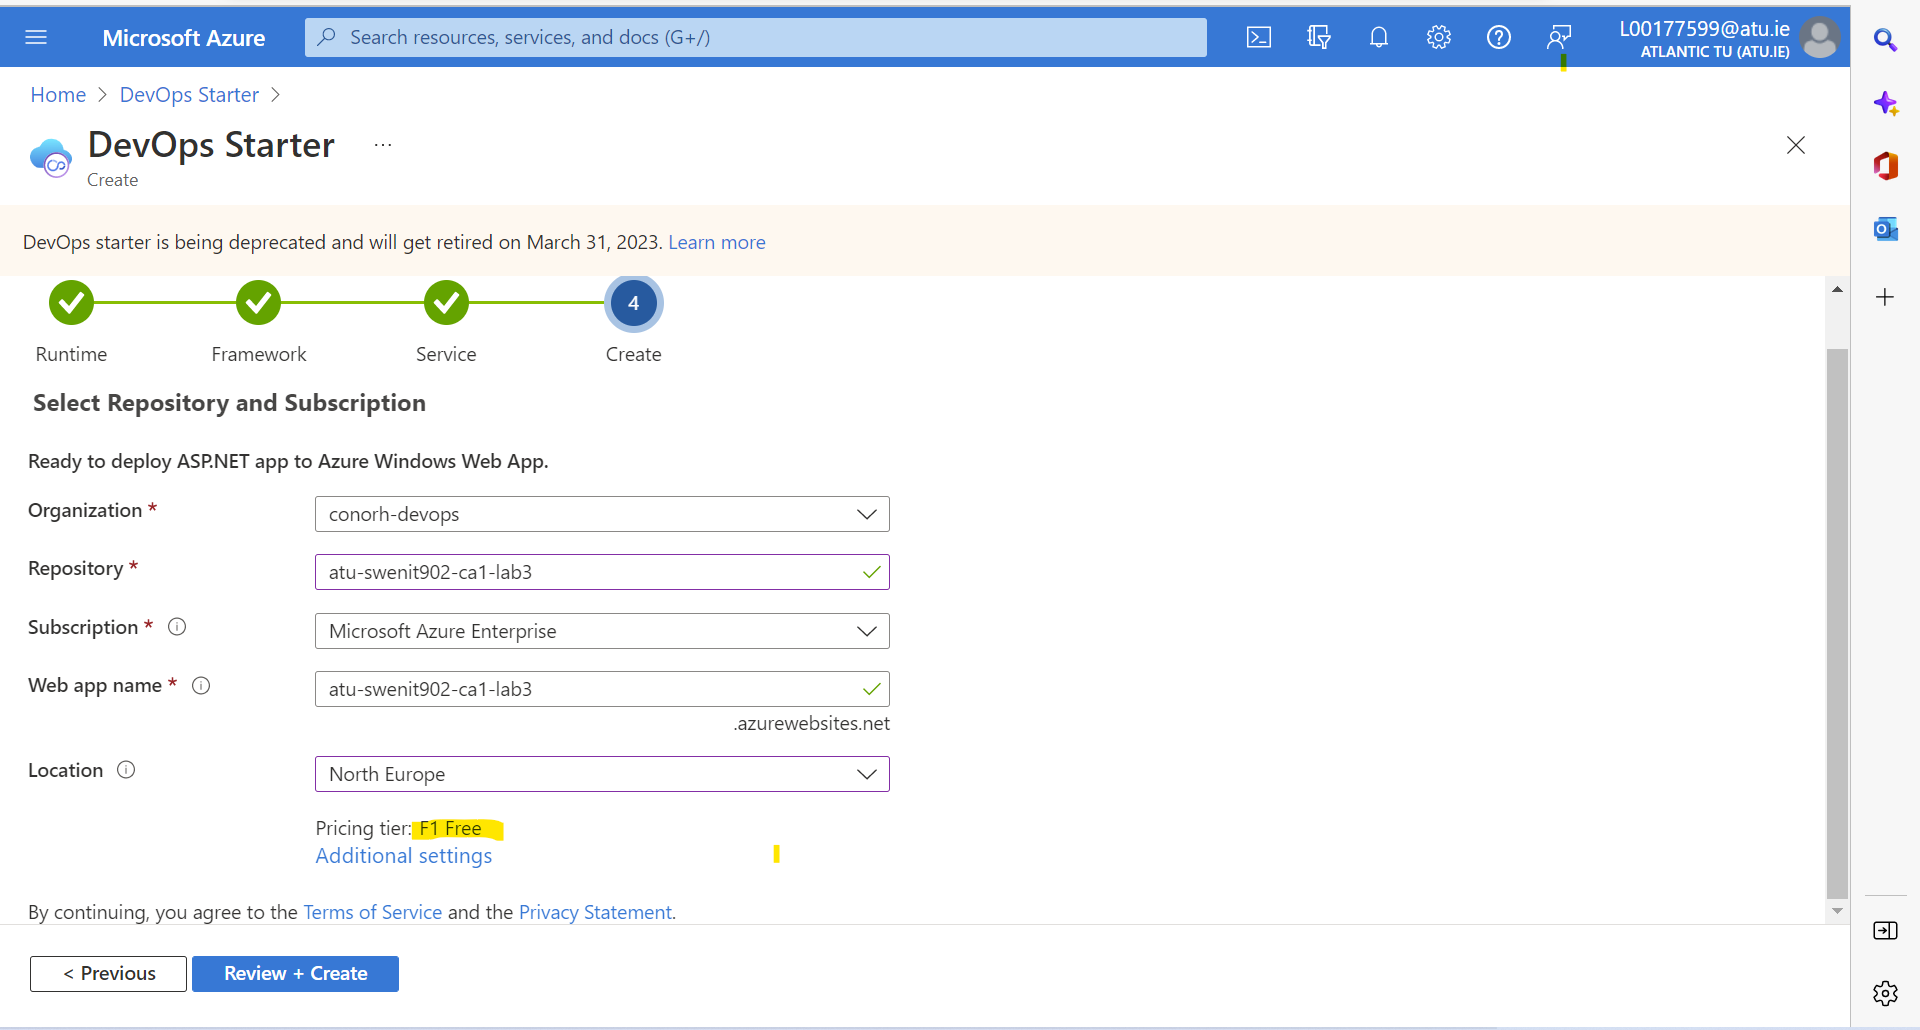 Microsoft Azure
Search resources, services, and docs (G+/)
L00177599@atu.ie
ATLANTIC TU (ATU.IE)
Home > DevOps Starter >
DevOps Starter ...
Create
DevOps starter is being deprecated and will get retired on March 31, 2023. Learn more
4
Runtime Framework Service Create
Select Repository and Subscription
Ready to deploy ASP.NET app to Azure Windows Web App.
Organization * conorh-devops
Repository * atu-swenit902-ca1-lab3
Subscription * Microsoft Azure Enterprise
Web app name * atu-swenit902-ca1-lab3
.azurewebsites.net
Location North Europe
Pricing tier: F1 Free
Additional settings
By continuing, you agree to the Terms of Service and the Privacy Statement.
< Previous Review + Create